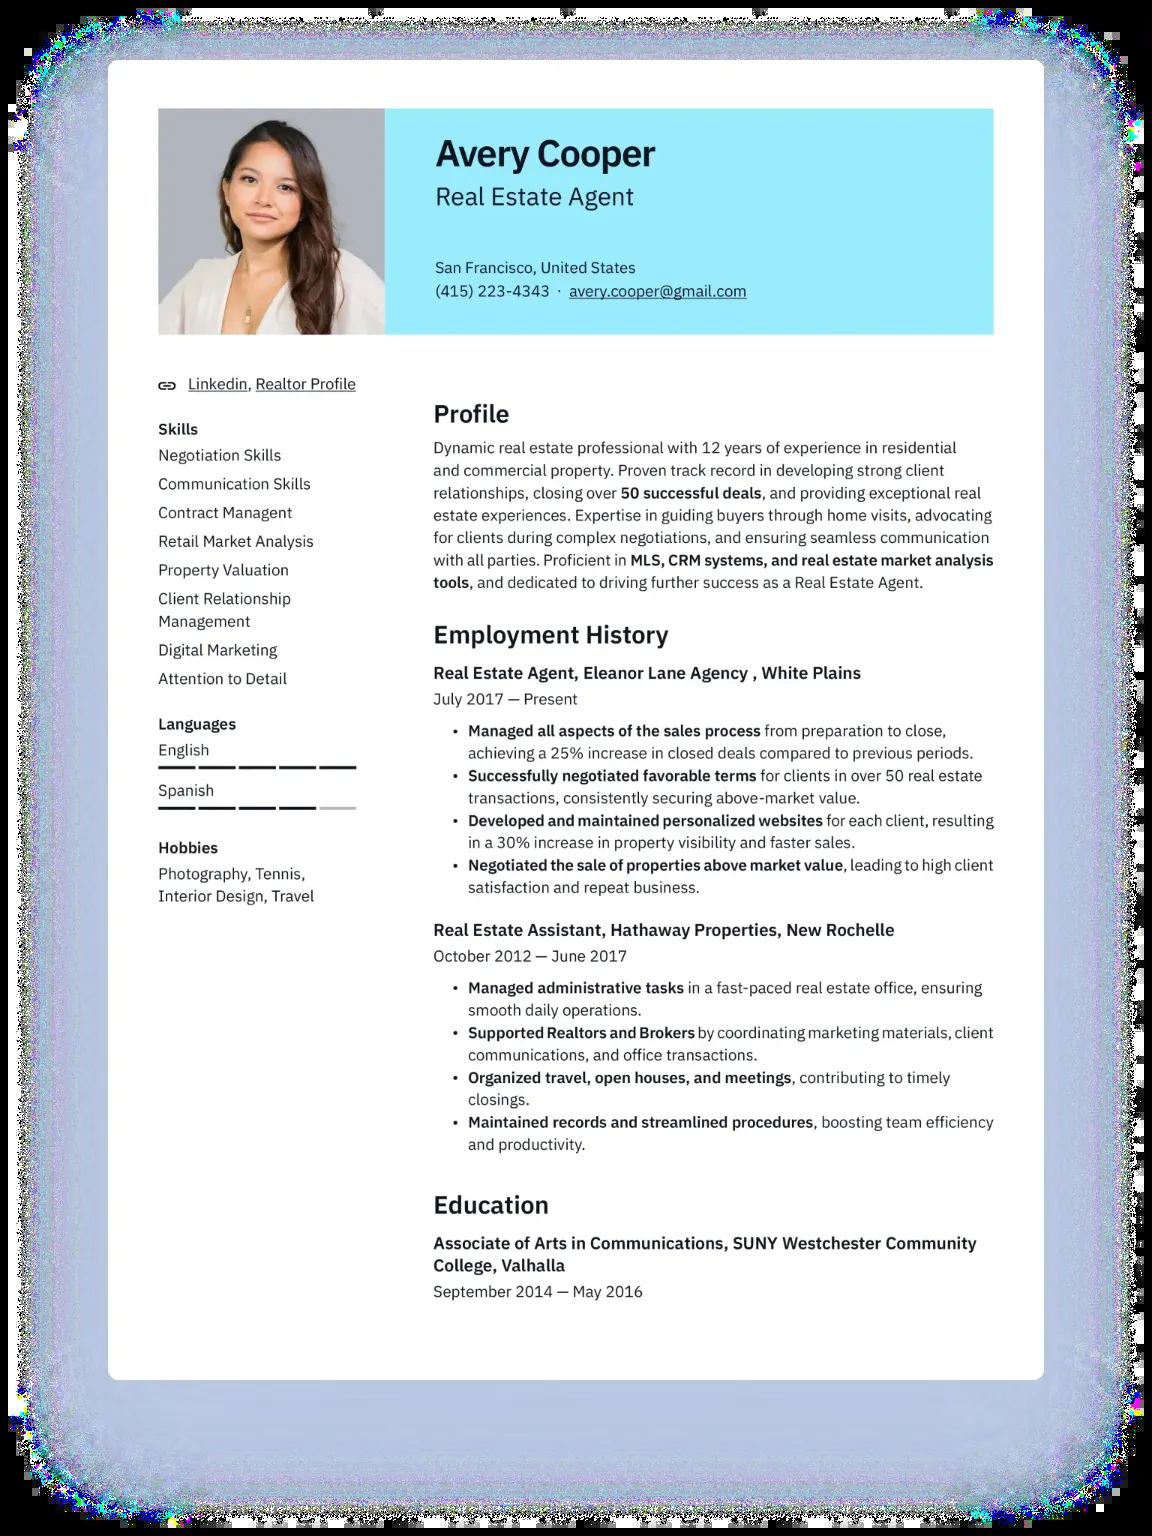 Avery Cooper
Real Estate Agent
San Francisco, United States
(415) 223-4343 · avery.cooper@gmail.com
Linkedin, Realtor Profile
Skills
Negotiation Skills
Communication Skills
Contract Managent
Retail Market Analysis
Property Valuation
Client Relationship
Management
Digital Marketing
Attention to Detail
Languages
English
Spanish
Hobbies
Photography, Tennis,
Interior Design, Travel
Profile
Dynamic real estate professional with 12 years of experience in residential
and commercial property. Proven track record in developing strong client
relationships, closing over 50 successful deals, and providing exceptional real
estate experiences. Expertise in guiding buyers through home visits, advocating
for clients during complex negotiations, and ensuring seamless communication
with all parties. Proficient in MLS, CRM systems, and real estate market analysis
tools, and dedicated to driving further success as a Real Estate Agent.
Employment History
Real Estate Agent, Eleanor Lane Agency , White Plains
July 2017 — Present
• Managed all aspects of the sales process from preparation to close,
achieving a 25% increase in closed deals compared to previous periods.
• Successfully negotiated favorable terms for clients in over 50 real estate
transactions, consistently securing above-market value.
• Developed and maintained personalized websites for each client, resulting
in a 30% increase in property visibility and faster sales.
• Negotiated the sale of properties above market value, leading to high client
satisfaction and repeat business.
Real Estate Assistant, Hathaway Properties, New Rochelle
October 2012 — June 2017
• Managed administrative tasks in a fast-paced real estate office, ensuring
smooth daily operations.
• Supported Realtors and Brokers by coordinating marketing materials, client
communications, and office transactions.
• Organized travel, open houses, and meetings, contributing to timely
closings.
• Maintained records and streamlined procedures, boosting team efficiency
and productivity.
Education
Associate of Arts in Communications, SUNY Westchester Community
College, Valhalla
September 2014 — May 2016